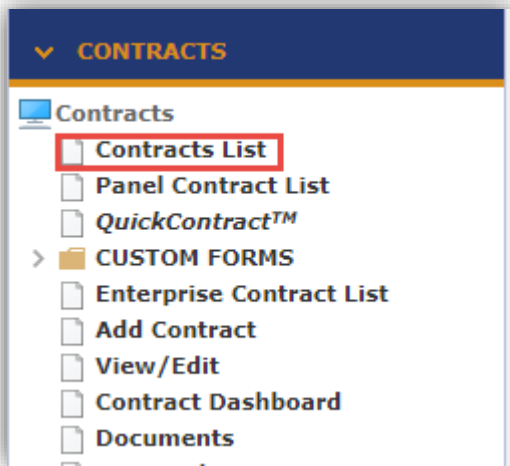 CONTRACTS
Contracts
Contracts List
Panel Contract List
QuickContract™
CUSTOM FORMS
Enterprise Contract List
Add Contract
View/Edit
Contract Dashboard
Documents